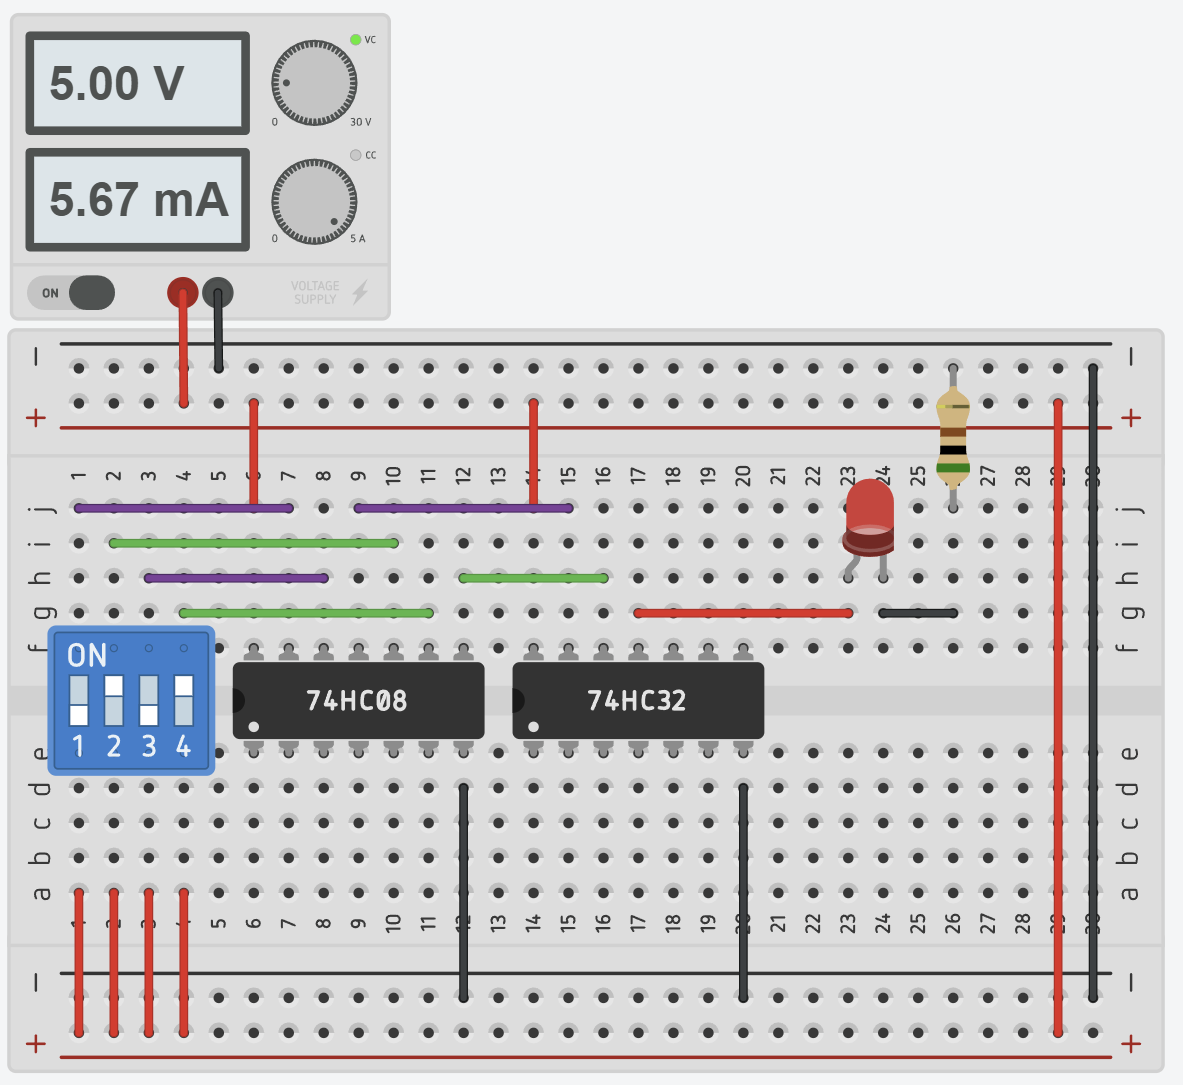 5.00 V
VC
0 30 V
5.67 mA
CC
0 5 A
ON
VOLTAGE
SUPPLY
− −
+ +
1 2 3 4 5 6 7 8 9 10 11 12 13 14 15 16 17 18 19 20 21 22 23 24 25 26 27 28 29 30
j j
i i
h h
g g
f f
ON
74HC08 74HC32
1 2 3 4
e e
d d
c c
b b
a a
1 2 3 4 5 6 7 8 9 10 11 12 13 14 15 16 17 18 19 20 21 22 23 24 25 26 27 28 29 30
− −
+ +